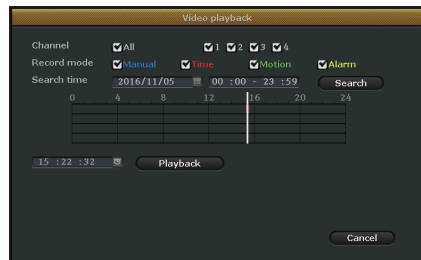 Video playback
Channel All 1 2 3 4
Record mode Manual Time Motion Alarm
Search time 2016/11/05 00 :00 - 23 :59 Search
0 4 8 12 16 20 24
15 :22 :32 Playback
Cancel